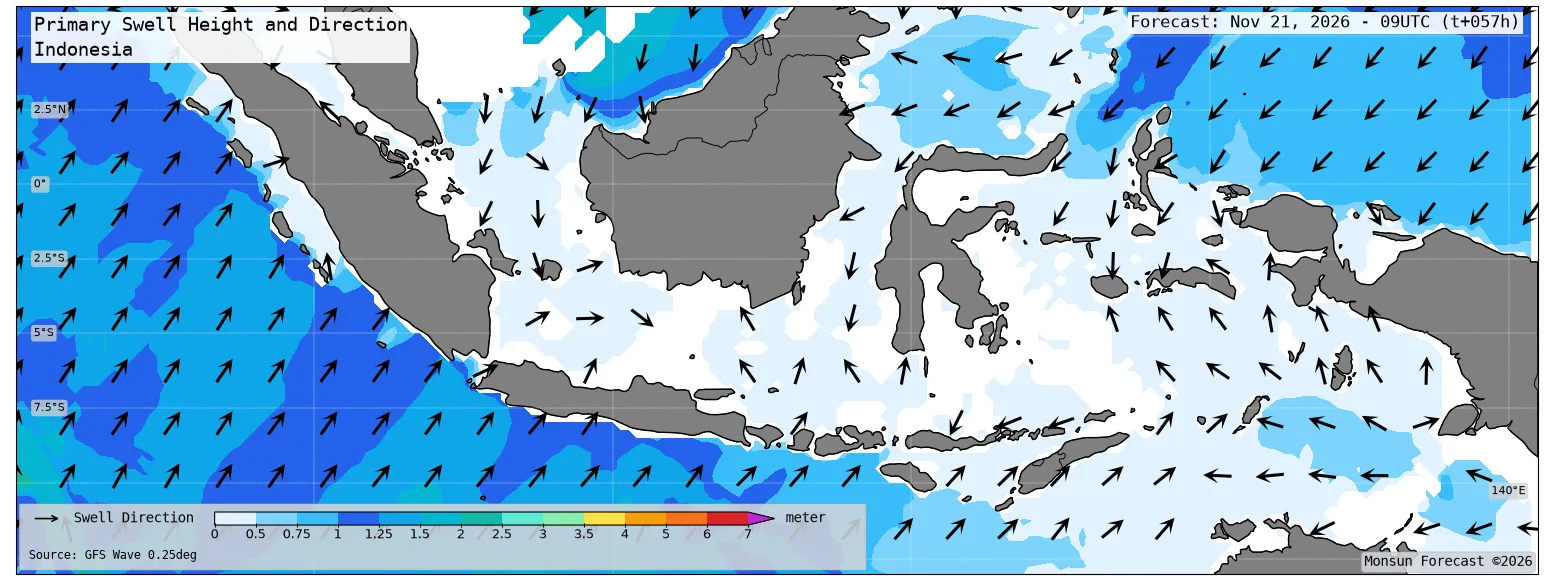 Primary Swell Height and Direction
Indonesia
Forecast: Nov 21, 2026 - 09UTC (t+057h)
2.5°N
0°
2.5°S
5°S
7.5°S
140°E
Swell Direction
0 0.5 0.75 1 1.25 1.5 2 2.5 3 3.5 4 5 6 7
meter
Source: GFS Wave 0.25deg
Monsun Forecast ©2026